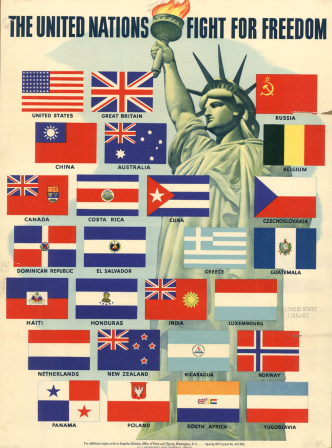 THE UNITED NATIONS FIGHT FOR FREEDOM
UNITED STATES GREAT BRITAIN RUSSIA
CHINA AUSTRALIA BELGIUM
CANADA COSTA RICA CUBA CZECHOSLOVAKIA
DOMINICAN REPUBLIC EL SALVADOR GREECE GUATEMALA
HAITI HONDURAS INDIA LUXEMBOURG
STATE
LIBRARY
NETHERLANDS NEW ZEALAND NICARAGUA NORWAY
PANAMA POLAND SOUTH AFRICA YUGOSLAVIA